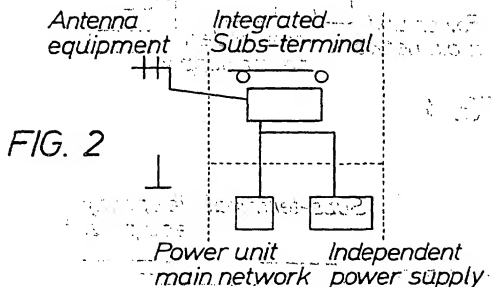 Antenna equipment
Integrated Subs-terminal
FIG. 2
Power unit main network
Independent power supply